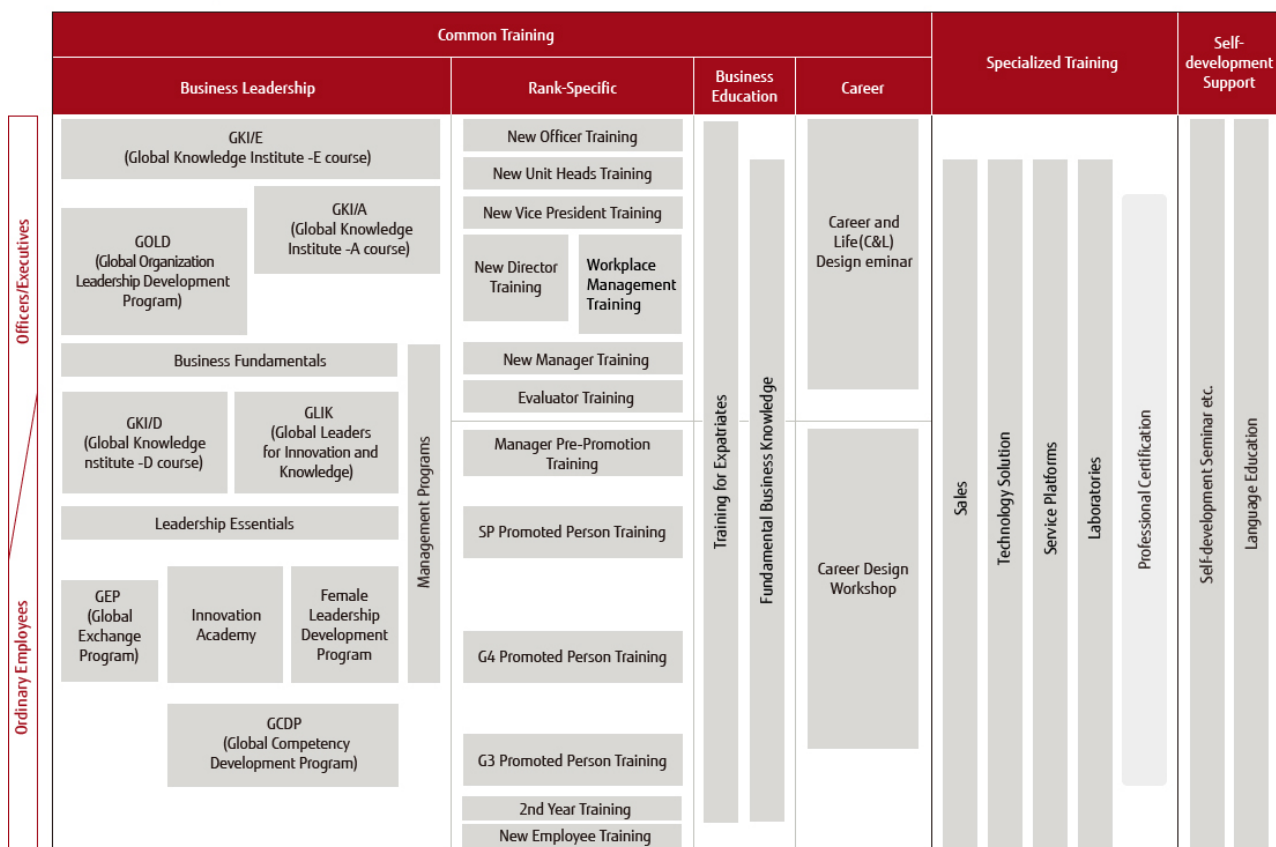 Common Training
Specialized Training
Self-
development
Support
Business Leadership
Rank-Specific
Business
Education
Career
Officers/Executives
Ordinary Employees
GKI/E
(Global Knowledge Institute -E course)
GKI/A
(Global Knowledge
Institute -A course)
GOLD
(Global Organization
Leadership Development
Program)
Business Fundamentals
GKI/D
(Global Knowledge
nstitute -D course)
GLIK
(Global Leaders
for Innovation and
Knowledge)
Leadership Essentials
GEP
(Global
Exchange
Program)
Innovation
Academy
Female
Leadership
Development
Program
GCDP
(Global Competency
Development Program)
Management Programs
New Officer Training
New Unit Heads Training
New Vice President Training
New Director
Training
Workplace
Management
Training
New Manager Training
Evaluator Training
Manager Pre-Promotion
Training
SP Promoted Person Training
G4 Promoted Person Training
G3 Promoted Person Training
2nd Year Training
New Employee Training
Training for Expatriates
Fundamental Business Knowledge
Career and
Life(C&L)
Design eminar
Career Design
Workshop
Sales
Technology Solution
Service Platforms
Laboratories
Professional Certification
Self-development Seminar etc.
Language Education